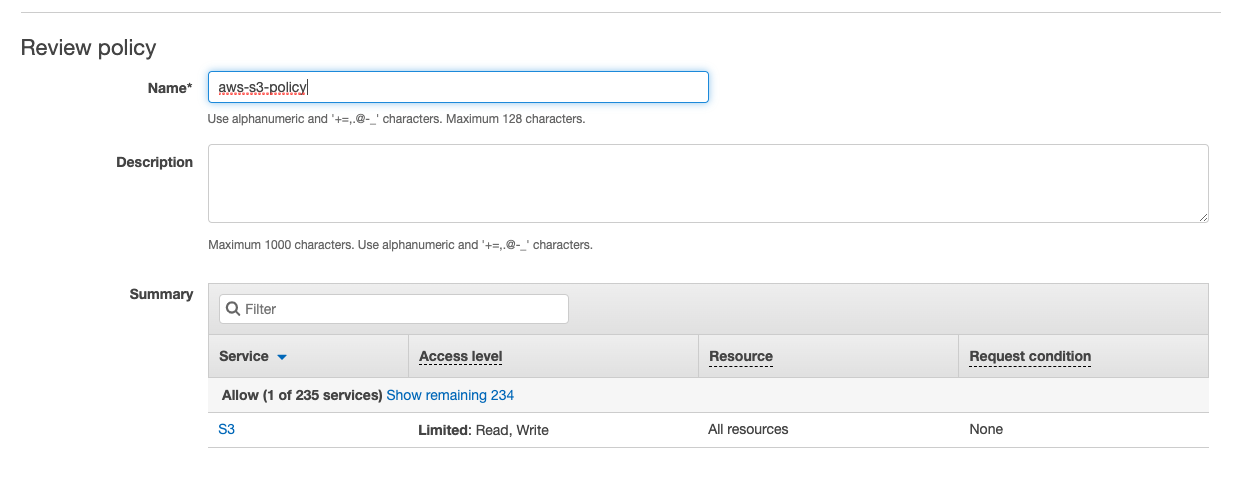 Review policy
Name* aws-s3-policy
Use alphanumeric and '+=,.@-_' characters. Maximum 128 characters.
Description
Maximum 1000 characters. Use alphanumeric and '+=,.@-_' characters.
Summary
Filter
Service Access level Resource Request condition
Allow (1 of 235 services) Show remaining 234
S3 Limited: Read, Write All resources None